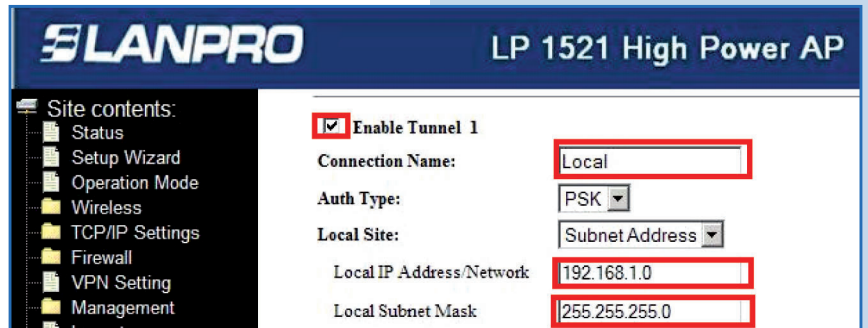 LANPRO
LP 1521 High Power AP
Site contents:
Status
Setup Wizard
Operation Mode
Wireless
TCP/IP Settings
Firewall
VPN Setting
Management
Enable Tunnel 1
Connection Name: Local
Auth Type: PSK
Local Site: Subnet Address
Local IP Address/Network 192.168.1.0
Local Subnet Mask 255.255.255.0